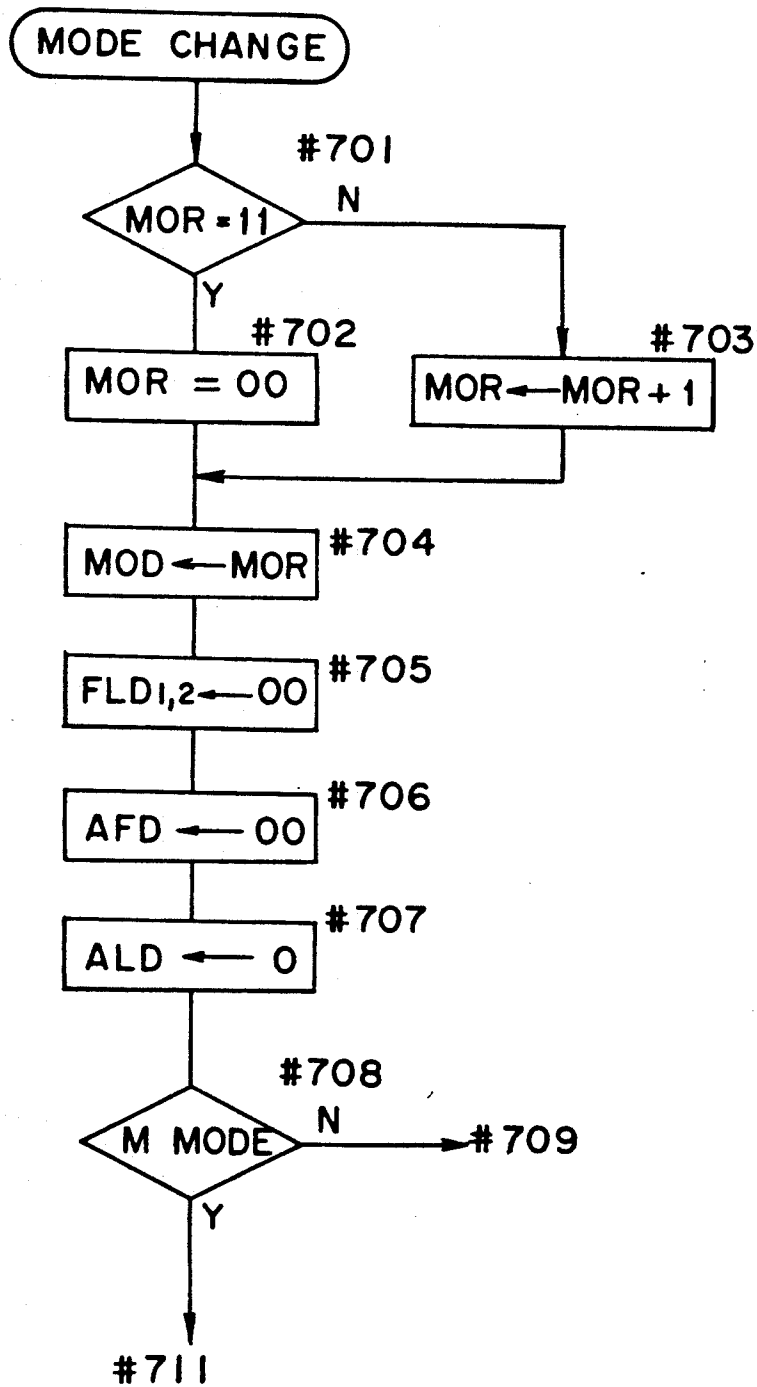 MODE CHANGE
#701
MOR = 11
N
Y
#702
MOR = 00
#703
MOR ← MOR + 1
#704
MOD ← MOR
#705
FLD1,2 ← 00
#706
AFD ← 00
#707
ALD ← 0
#708
M MODE
N
#709
Y
#711